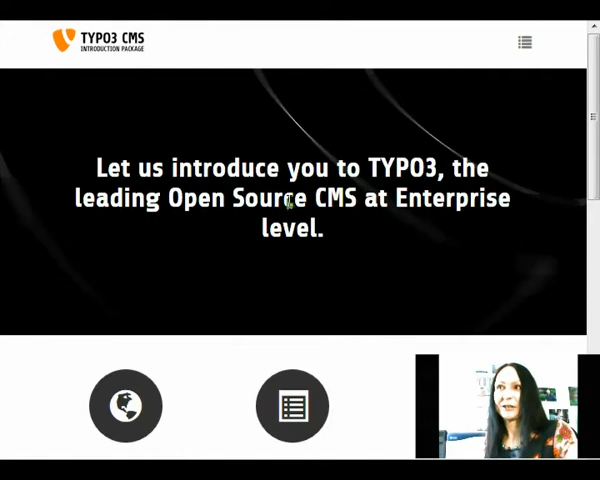 TYPO3 CMS
INTRODUCTION PACKAGE
Let us introduce you to TYPO3, the
leading Open Source CMS at Enterprise
level.